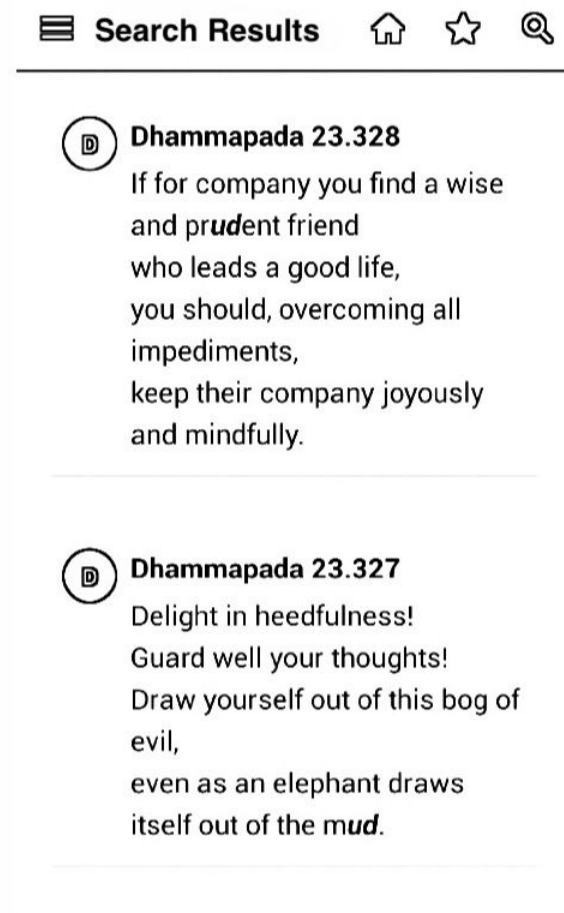 Search Results
D
Dhammapada 23.328
If for company you find a wise
and prudent friend
who leads a good life,
you should, overcoming all
impediments,
keep their company joyously
and mindfully.
D
Dhammapada 23.327
Delight in heedfulness!
Guard well your thoughts!
Draw yourself out of this bog of
evil,
even as an elephant draws
itself out of the mud.